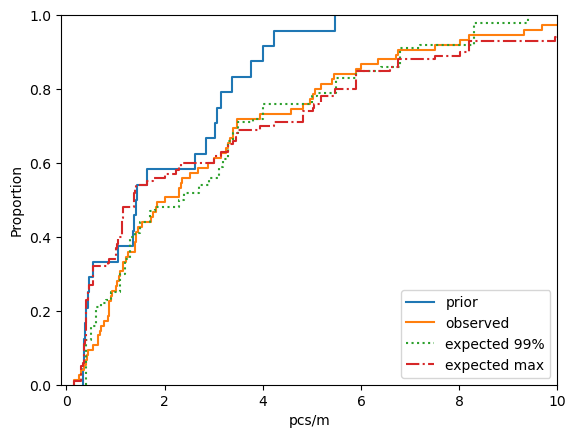 1.0
0.8
0.6
0.4
0.2
0.0
Proportion
0 2 4 6 8 10
pcs/m
prior
observed
expected 99%
expected max